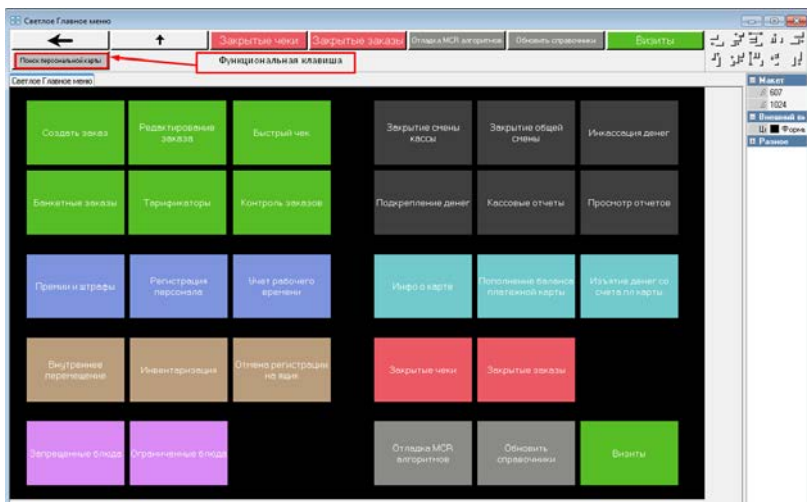 Светлое Главное меню
Закрытые чеки
Закрытые заказы
Отладка MCR алгоритмов
Обновить справочники
Визиты
Поиск персональной карты
Функциональная клавиша
Светлое Главное меню
Макет
607
1024
Внешний ви
Форма
Разное
Создать заказ
Редактирование
заказа
Быстрый чек
Закрытие смены
кассы
Закрытие общей
смены
Инкассация денег
Банкетные заказы
Тарификаторы
Контроль заказов
Подкрепление денег
Кассовые отчеты
Просмотр отчетов
Премии и штрафы
Регистрация
персонала
Учет рабочего
времени
Инфо о карте
Пополнение баланса
платежной карты
Изъятие денег со
счета пл карты
Внутреннее
перемещение
Инвентаризация
Отмена регистрации
на ящик
Закрытые чеки
Закрытые заказы
Запрещенные блюда
Ограниченные блюда
Отладка MCR
алгоритмов
Обновить
справочники
Визиты